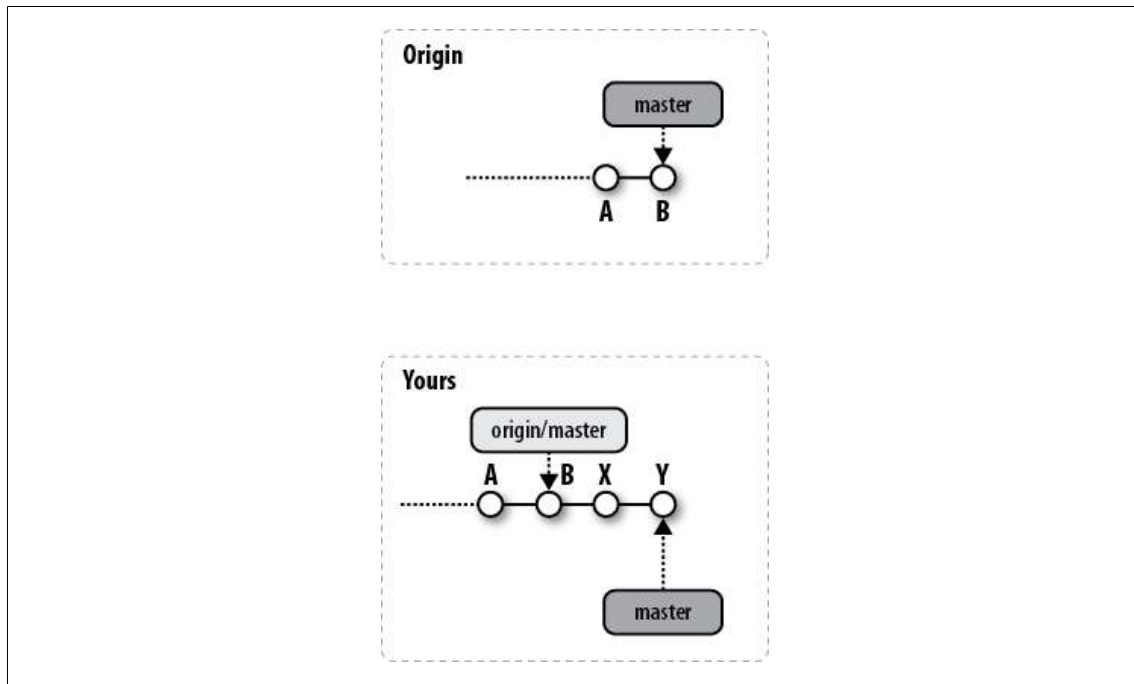 Origin
master
A B
Yours
origin/master
A B X Y
master